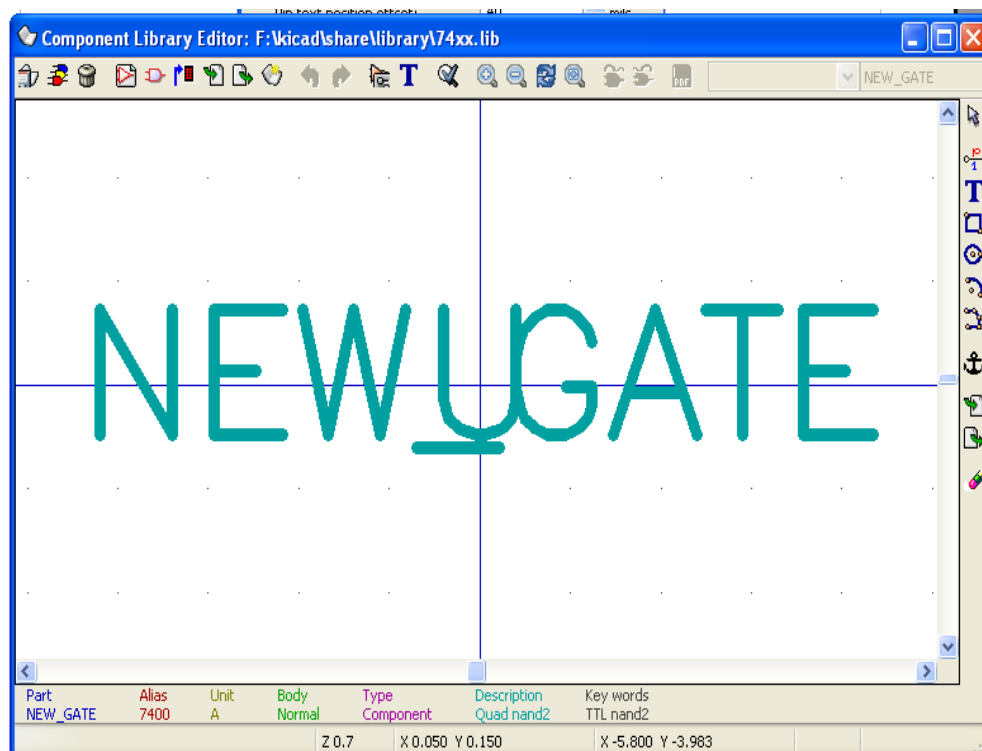 Component Library Editor: F:\kicad\share\library\74xx.lib
NEW_GATE
NEW_GATE
U
Part Alias Unit Body Type Description Key words
NEW_GATE 7400 A Normal Component Quad nand2 TTL nand2
Z 0.7 X 0.050 Y 0.150 X -5.800 Y -3.983